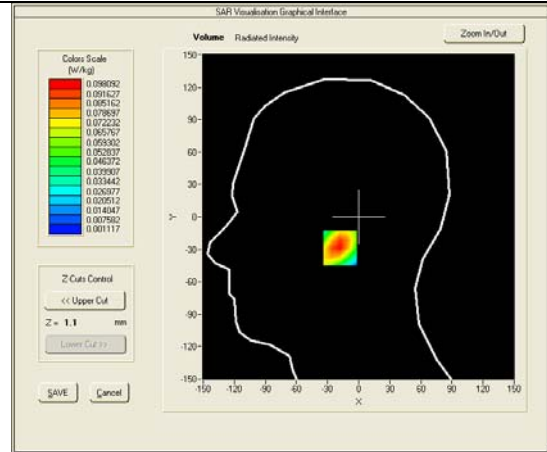 SAR Visualisation Graphical Interface
Volume Radiated Intensity
Zoom In/Out
Colors Scale
(W/kg)
0.098092
0.091627
0.085162
0.078697
0.072232
0.065767
0.059302
0.052837
0.046372
0.039907
0.033442
0.026977
0.020512
0.014047
0.007582
0.001117
Z-Cuts Control
<< Upper Cut
Z = 1.1 mm
Lower Cut >>
SAVE Cancel
150
120
90
60
30
Y 0
-30
-60
-90
-120
-150
-150 -120 -90 -60 -30 0 30 60 90 120 150
X